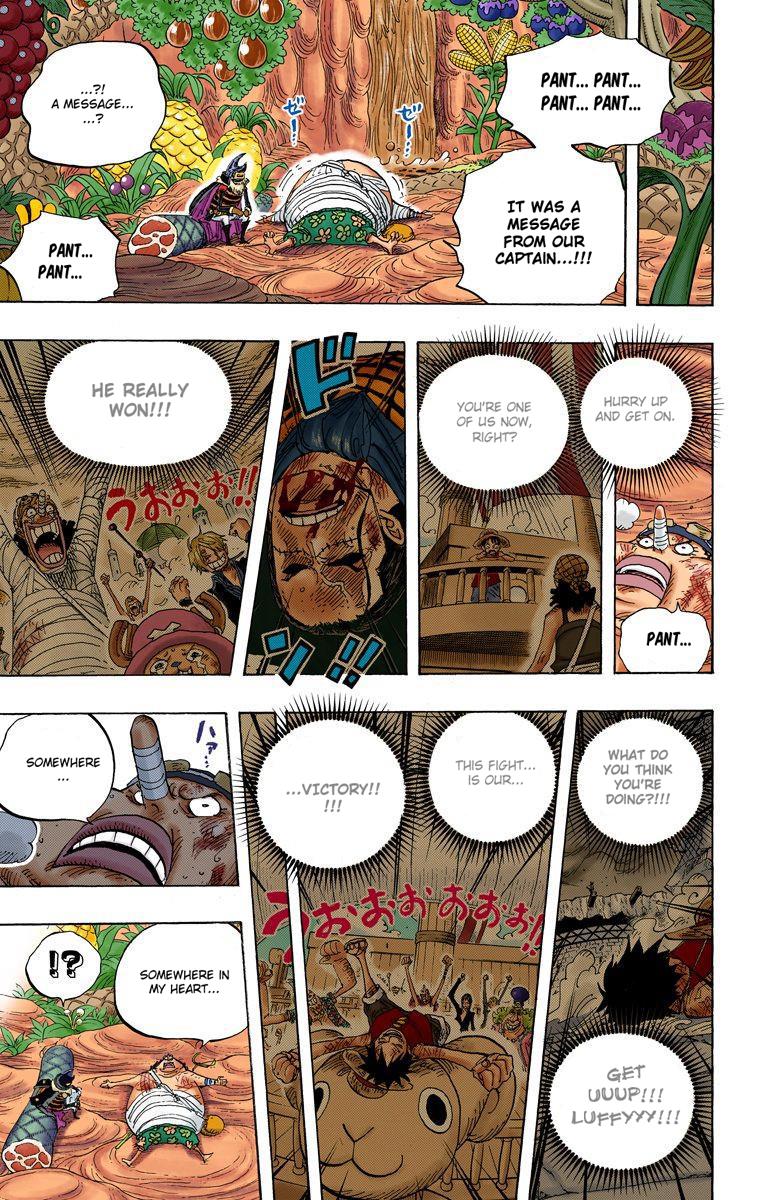 PANT... PANT...
PANT... PANT...
IT WAS A
MESSAGE
FROM OUR
CAPTAIN...!!!
...?!
A MESSAGE...
...?
ゼー…
ゼー…
PANT...
PANT...
HURRY UP
AND GET ON.
PANT...
YOU'RE ONE
OF US NOW,
RIGHT?
ドン!!
HE REALLY
WON!!!
うおおお!!
WHAT DO
YOU THINK
YOU'RE
DOING?!!!
GET
UUUP!!!
LUFFYYY!!!
THIS FIGHT...
IS OUR...
...VICTORY!!
!!!
うおおおおおお!!
ハァ…
SOMEWHERE
...
SOMEWHERE IN
MY HEART...
!?